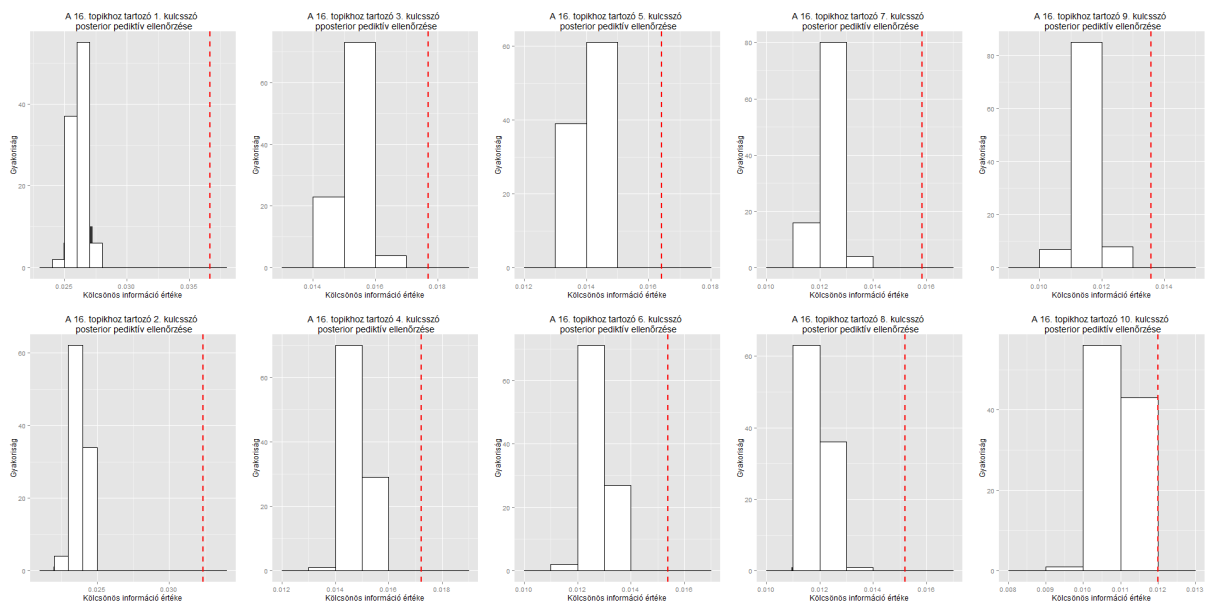 A 16. topikhoz tartozó 1. kulcsszó
posterior pediktív ellenőrzése
Gyakoriság
40
20
0
0.025
0.030
Kölcsönös információ értéke
A 16. topikhoz tartozó 3. kulcsszó
pposterior pediktív ellenőrzése
Gyakoriság
60
40
20
0
0.014
0.016
0.018
Kölcsönös információ értéke
A 16. topikhoz tartozó 5. kulcsszó
posterior pediktív ellenőrzése
Gyakoriság
60
40
20
0
0.012
0.014
0.016
0.018
Kölcsönös információ értéke
A 16. topikhoz tartozó 7. kulcsszó
posterior pediktív ellenőrzése
Gyakoriság
80
60
40
20
0
0.010
0.012
0.014
0.016
Kölcsönös információ értéke
A 16. topikhoz tartozó 9. kulcsszó
posterior pediktív ellenőrzése
Gyakoriság
80
60
40
20
0
0.010
0.012
0.014
Kölcsönös információ értéke
A 16. topikhoz tartozó 2. kulcsszó
posterior pediktív ellenőrzése
Gyakoriság
60
40
20
0
0.025
0.030
Kölcsönös információ értéke
A 16. topikhoz tartozó 4. kulcsszó
posterior pediktív ellenőrzése
Gyakoriság
60
40
20
0
0.012
0.014
0.016
0.018
Kölcsönös információ értéke
A 16. topikhoz tartozó 6. kulcsszó
posterior pediktív ellenőrzése
Gyakoriság
60
40
20
0
0.010
0.012
0.014
0.016
Kölcsönös információ értéke
A 16. topikhoz tartozó 8. kulcsszó
posterior pediktív ellenőrzése
Gyakoriság
60
40
20
0
0.010
0.012
0.014
0.016
Kölcsönös információ értéke
A 16. topikhoz tartozó 10. kulcsszó
posterior pediktív ellenőrzése
Gyakoriság
40
20
0
0.008
0.009
0.010
0.011
0.012
0.013
Kölcsönös információ értéke